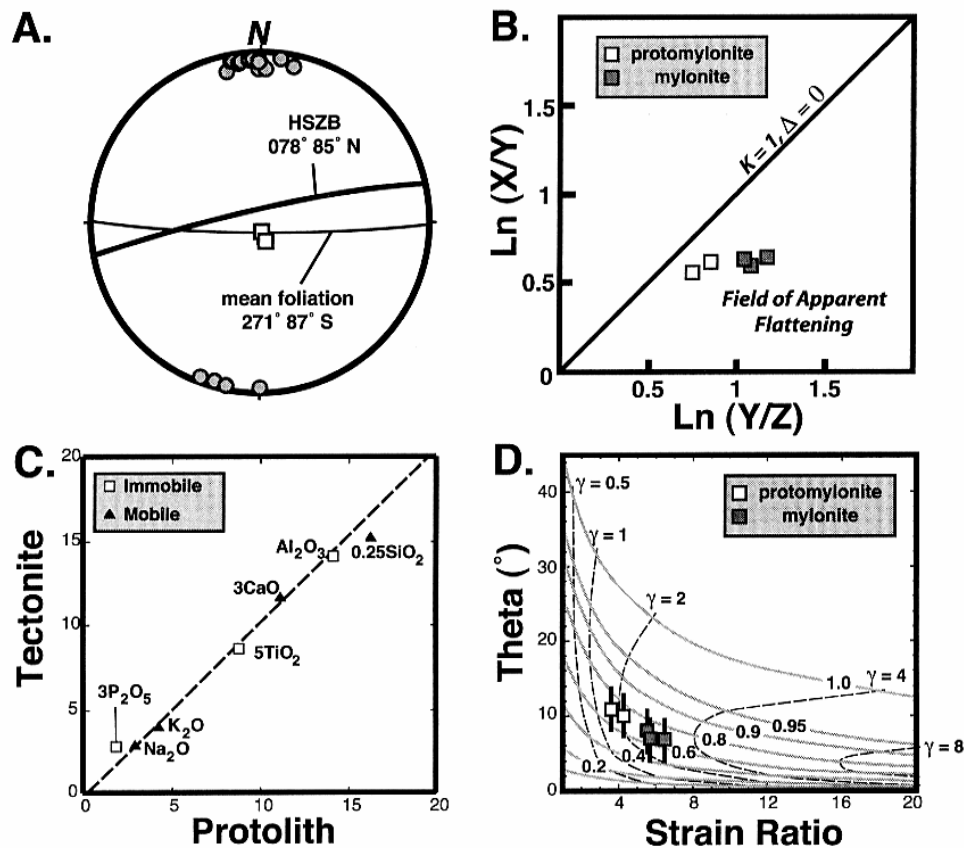 A.
N
HSZB
078° 85° N
mean foliation
271° 87° S
B.
protomylonite
mylonite
K = 1, Δ = 0
Ln (X/Y)
1.5
1
0.5
0
0.5
1
1.5
Field of Apparent
Flattening
Ln (Y/Z)
C.
Immobile
Mobile
Tectonite
20
15
10
5
0
0
5
10
15
20
Al₂O₃
0.25SiO₂
3CaO
5TiO₂
3P₂O₅
K₂O
Na₂O
Protolith
D.
protomylonite
mylonite
Theta (°)
40
30
20
10
0
γ = 0.5
γ = 1
γ = 2
γ = 4
γ = 8
1.0
0.95
0.9
0.8
0.6
0.4
0.2
4
8
12
16
20
Strain Ratio